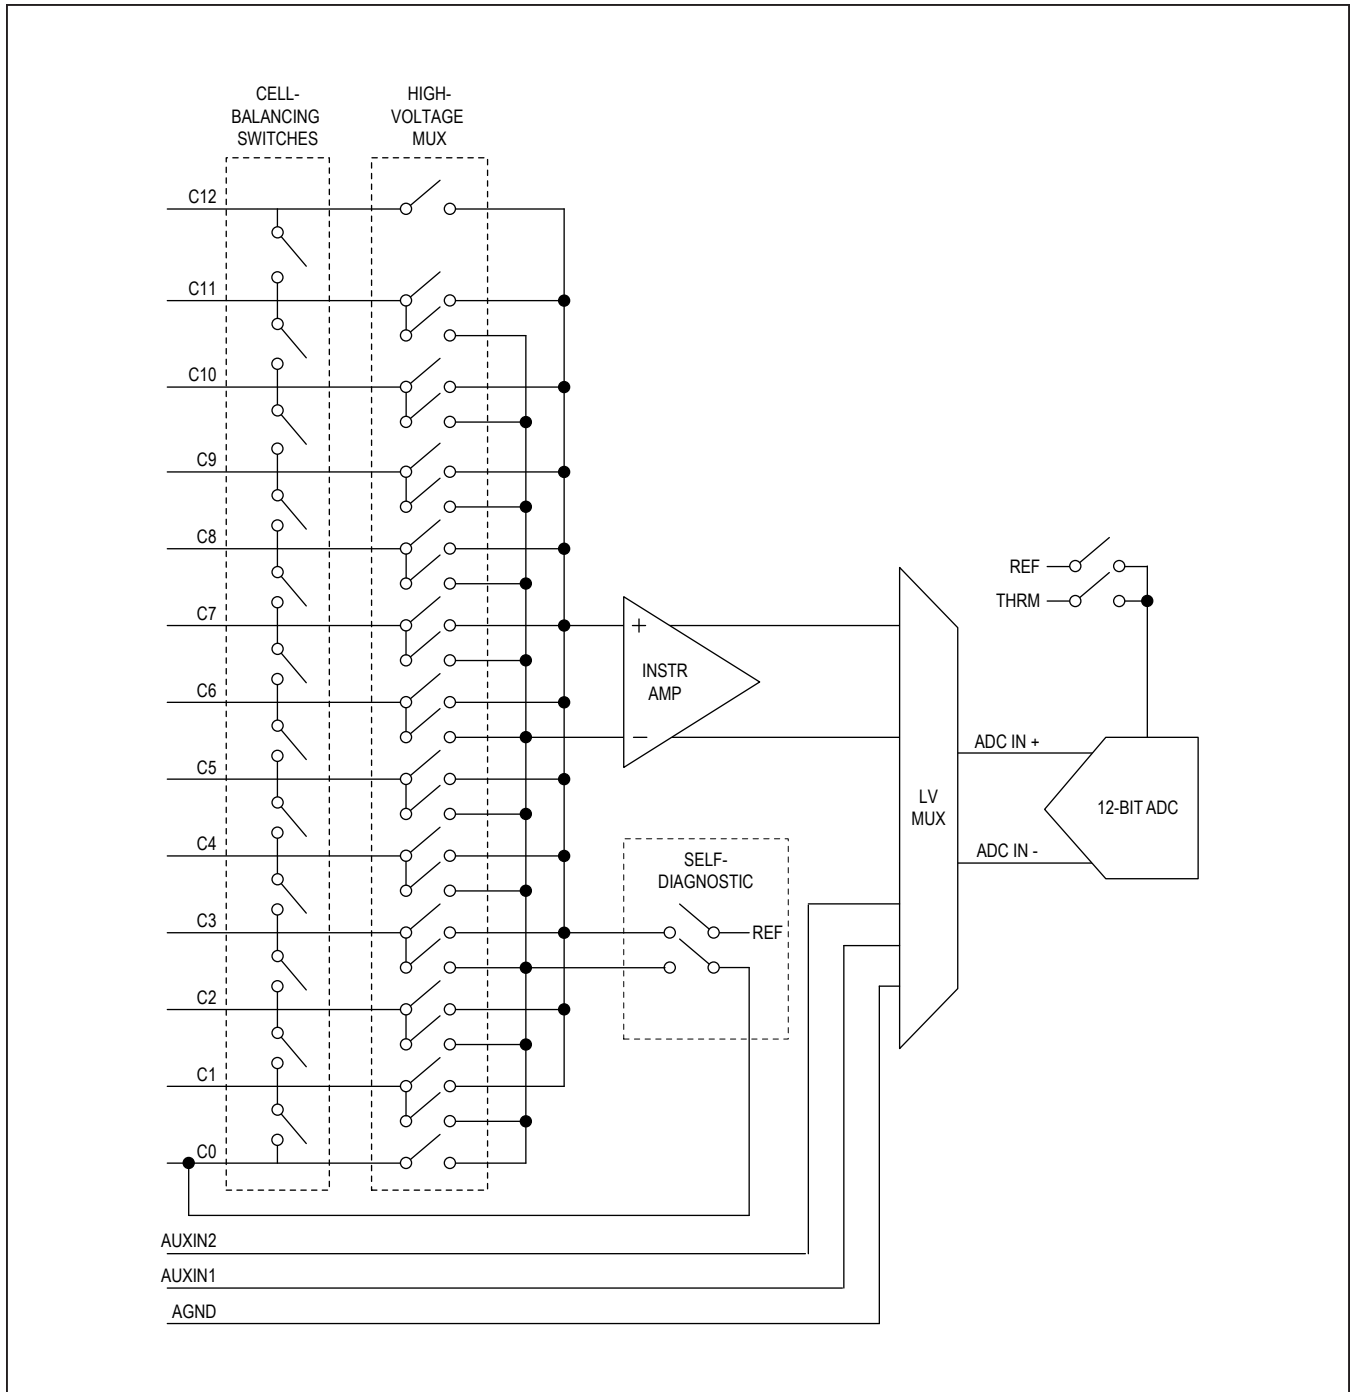 CELL-
BALANCING
SWITCHES
HIGH-
VOLTAGE
MUX
C12
C11
C10
C9
C8
C7
C6
C5
C4
C3
C2
C1
C0
AUXIN2
AUXIN1
AGND
+
INSTR
AMP
−
SELF-
DIAGNOSTIC
REF
LV
MUX
REF
THRM
ADC IN +
ADC IN -
12-BIT ADC